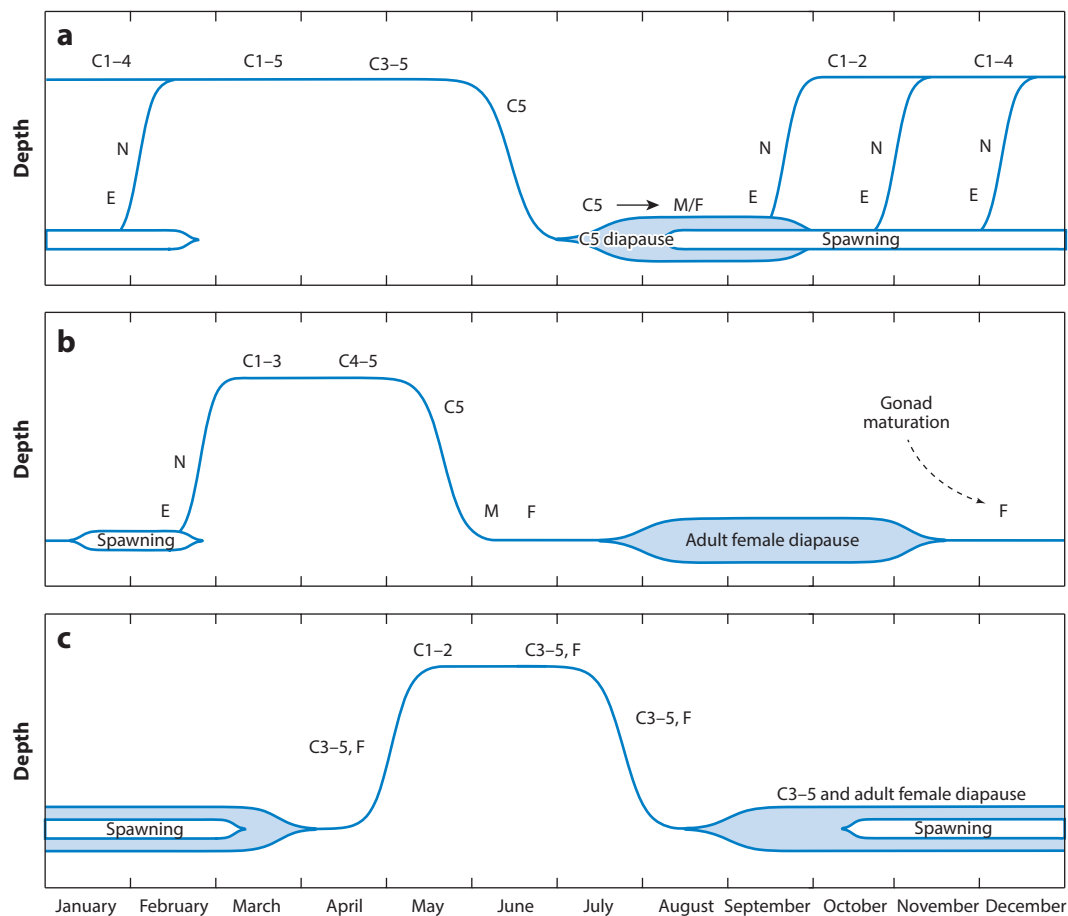 a
C1–4
C1–5
C3–5
C1–2
C1–4
C5
N
N
N
N
E
E
E
E
C5
M/F
C5 diapause
Spawning
Depth
b
C1–3
C4–5
C5
Gonad
maturation
N
E
M
F
F
Spawning
Adult female diapause
Depth
c
C1–2
C3–5, F
C3–5, F
C3–5, F
C3–5 and adult female diapause
Spawning
Spawning
Depth
January February March April May June July August September October November December